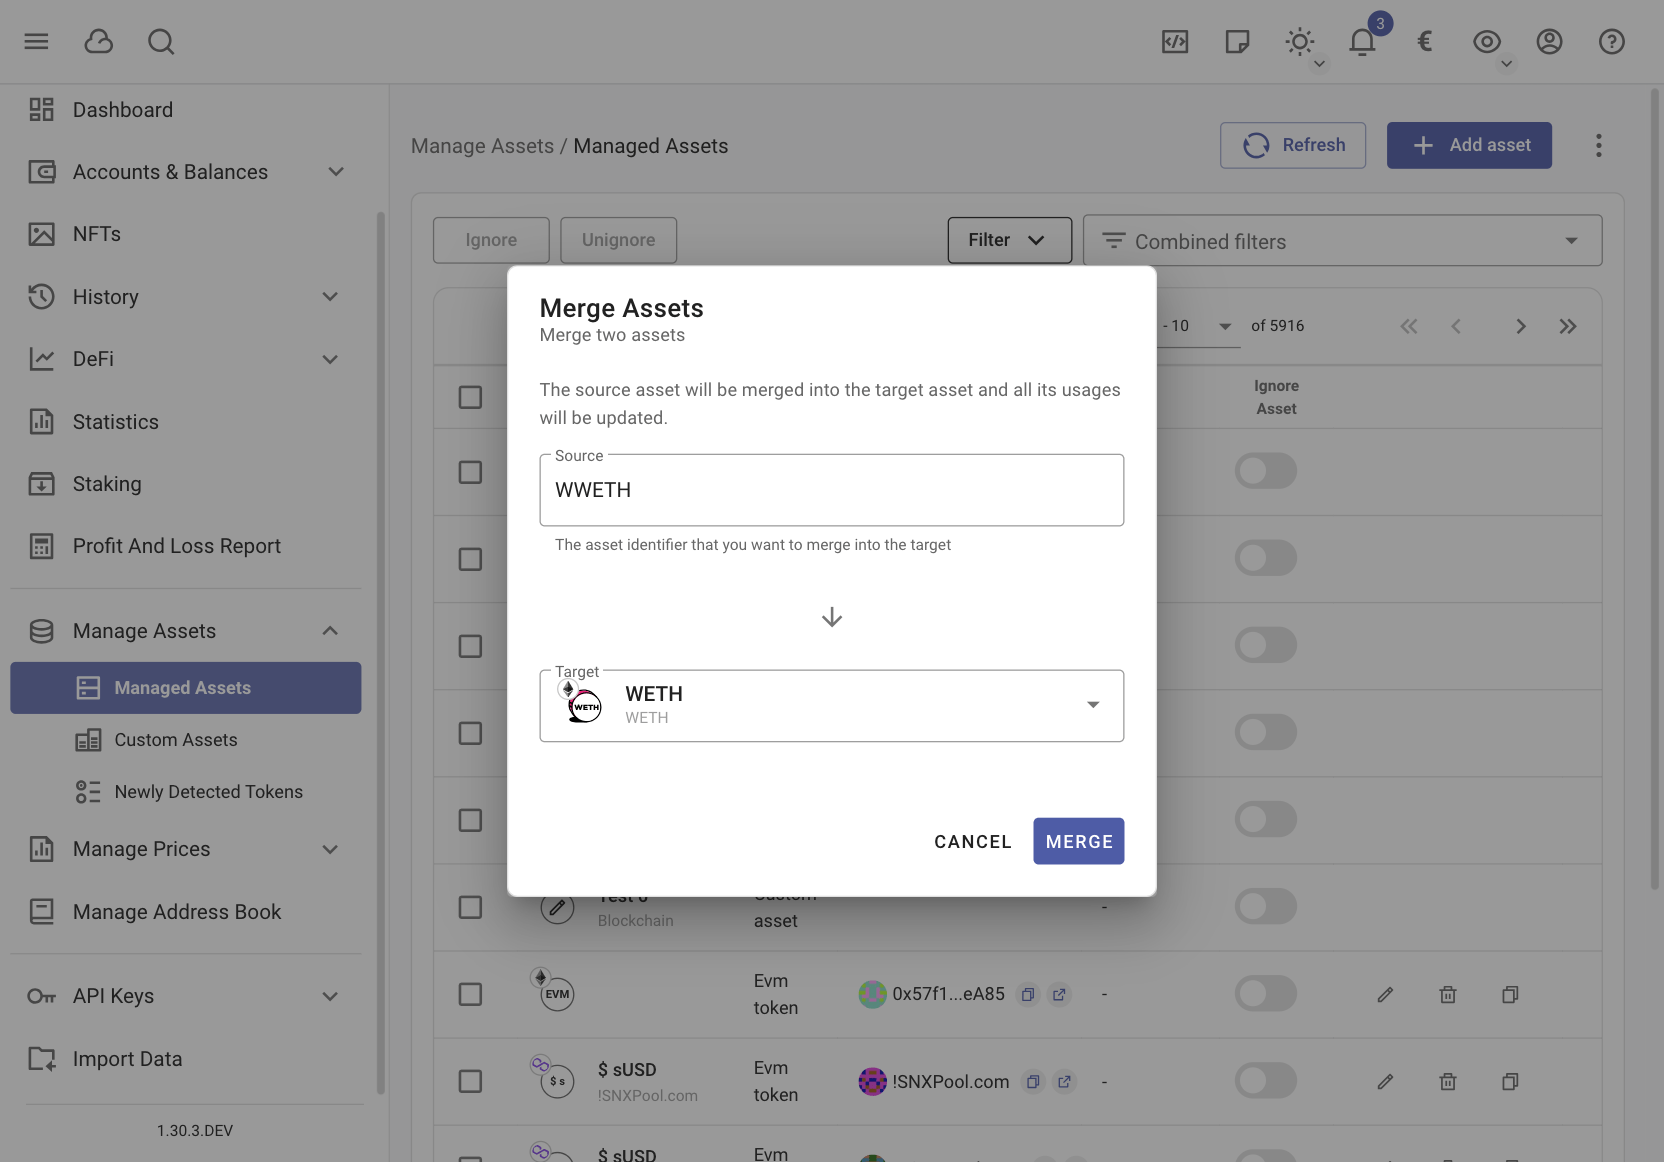 3
€
Dashboard
Accounts & Balances
NFTs
History
DeFi
Statistics
Staking
Profit And Loss Report
Manage Assets
Managed Assets
Custom Assets
Newly Detected Tokens
Manage Prices
Manage Address Book
API Keys
Import Data
1.30.3.DEV
Manage Assets / Managed Assets
Refresh
Add asset
Ignore
Unignore
Filter
Combined filters
- 10
of 5916
Ignore
Asset
Merge Assets
Merge two assets
The source asset will be merged into the target asset and all its usages
will be updated.
Source
WWETH
The asset identifier that you want to merge into the target
Target
WETH
WETH
WETH
CANCEL
MERGE
Blockchain
asset
-
EVM
Evm
token
0x57f1...eA85
-
$ s
$ sUSD
!SNXPool.com
Evm
token
!SNXPool.com
-
$ sUSD
Evm